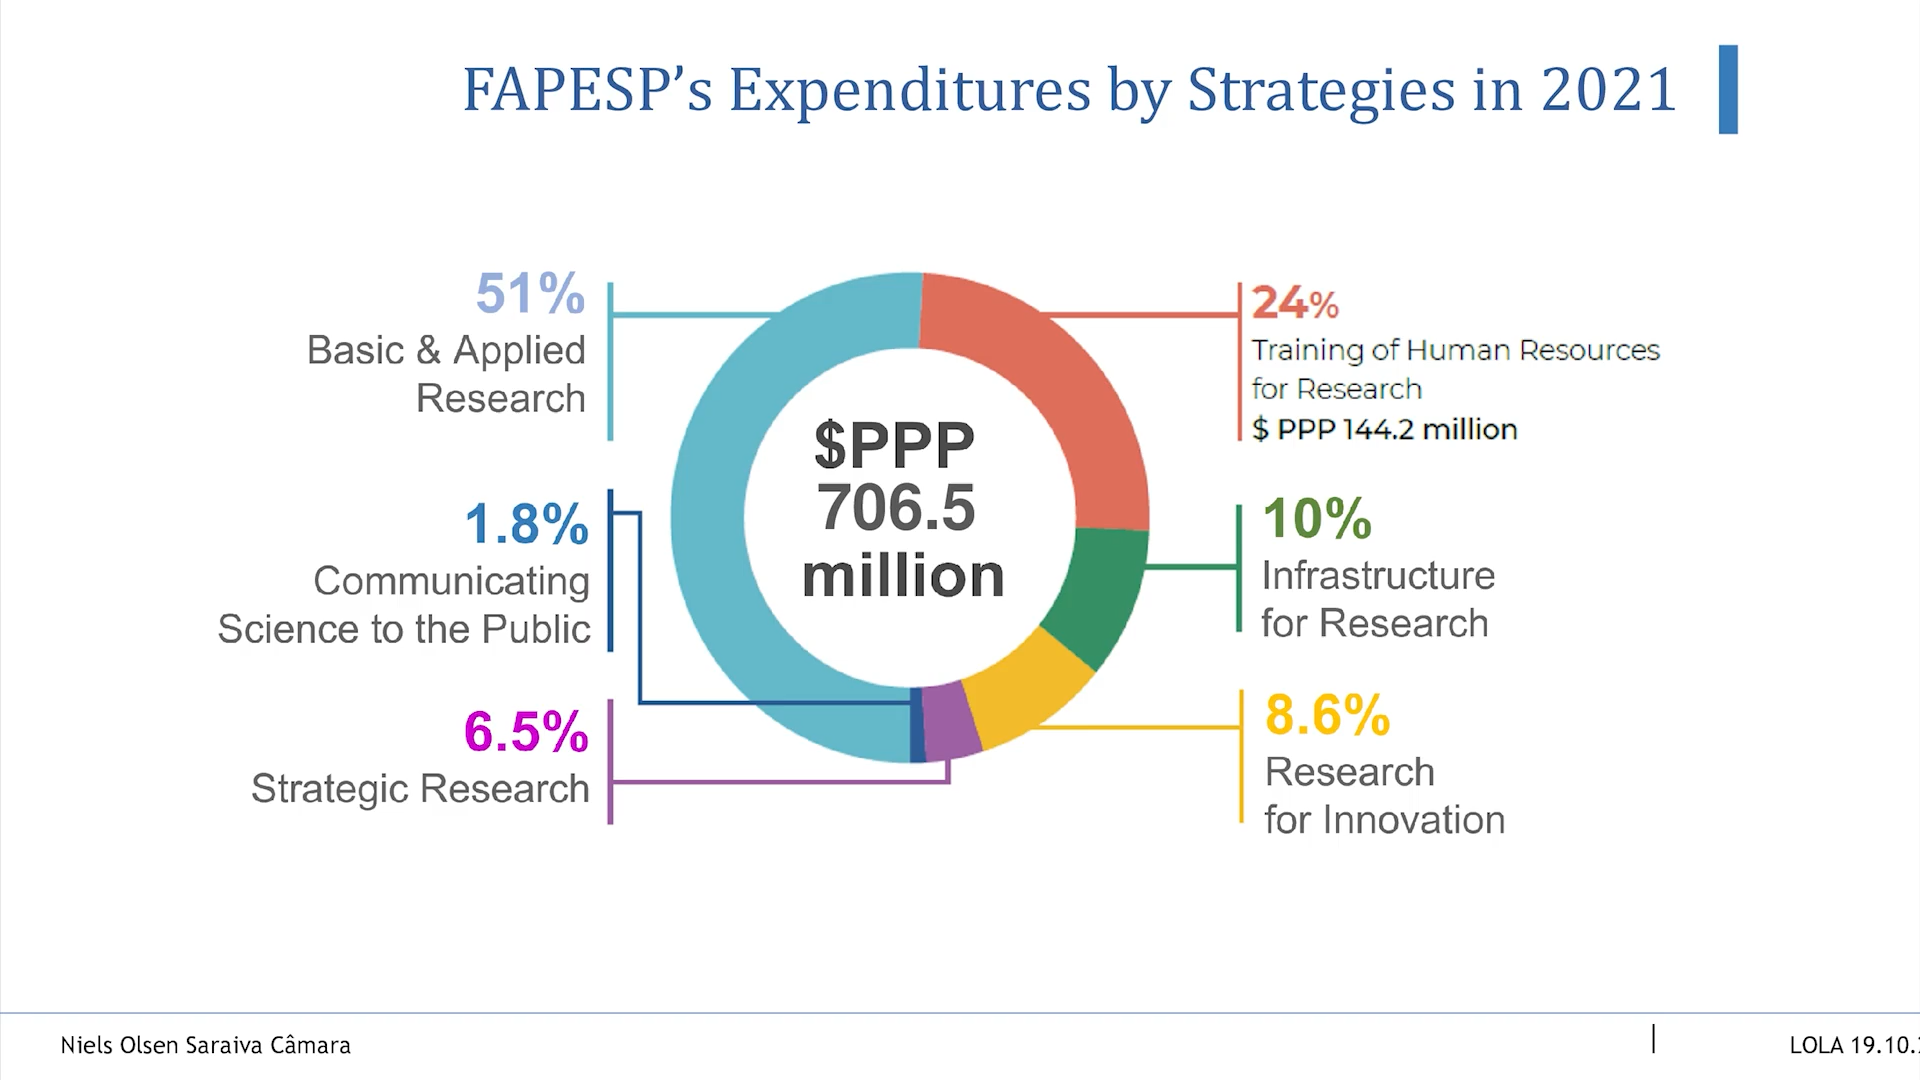 FAPESP’s Expenditures by Strategies in 2021
51%
Basic & Applied
Research
1.8%
Communicating
Science to the Public
6.5%
Strategic Research
$PPP
706.5
million
24%
Training of Human Resources
for Research
$ PPP 144.2 million
10%
Infrastructure
for Research
8.6%
Research
for Innovation
Niels Olsen Saraiva Câmara
LOLA 19.10.